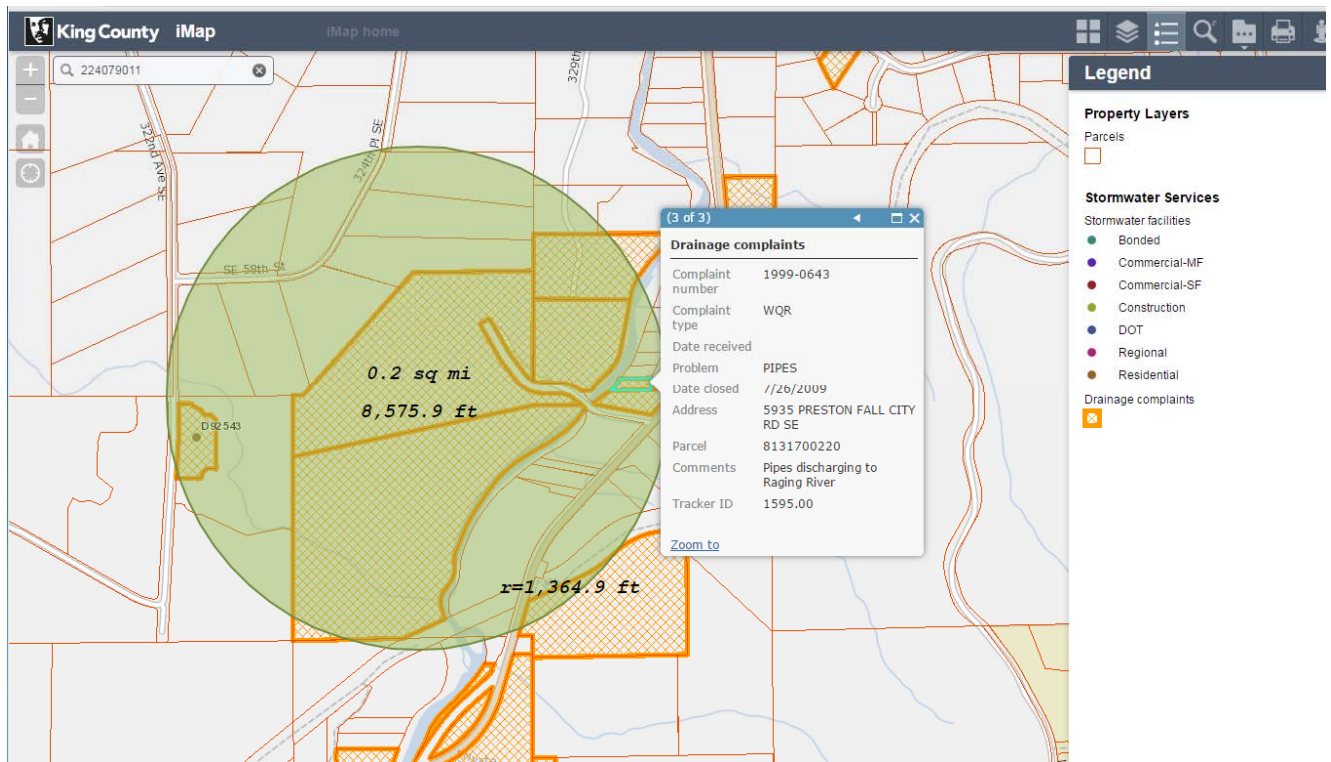 King County iMap
iMap home
224079011
Legend
Property Layers
Parcels
Stormwater Services
Stormwater facilities
Bonded
Commercial-MF
Commercial-SF
Construction
DOT
Regional
Residential
Drainage complaints
322nd Ave SE
324th Pl SE
329th
SE 58th St
D92543
0.2 sq mi
8,575.9 ft
r=1,364.9 ft
(3 of 3)
Drainage complaints
Complaint number 1999-0643
Complaint type WQR
Date received
Problem PIPES
Date closed 7/26/2009
Address 5935 PRESTON FALL CITY
RD SE
Parcel 8131700220
Comments Pipes discharging to
Raging River
Tracker ID 1595.00
Zoom to